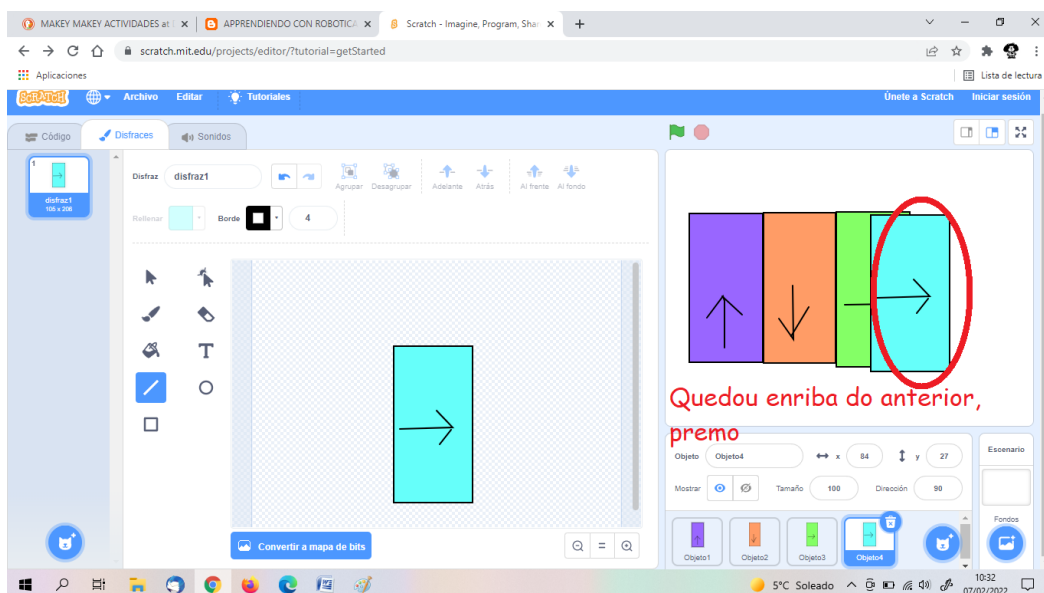 MAKEY MAKEY ACTIVIDADES at
APRENDIENDO CON ROBOTICA
Scratch - Imagine, Program, Shar
scratch.mit.edu/projects/editor/?tutorial=getStarted
Aplicaciones
Lista de lectura
SCRATCH
Archivo
Editar
Tutoriales
Únete a Scratch
Iniciar sesión
Código
Disfraces
Sonidos
1
disfraz1
Disfraz
disfraz1
Agrupar
Desagrupar
Adelante
Atrás
Al frente
Al fondo
Rellenar
Borde
4
T
Convertir a mapa de bits
Quedou enriba do anterior,
premo
Objeto
Objeto4
x
84
y
27
Mostrar
Tamaño
100
Dirección
90
Objeto1
Objeto2
Objeto3
Objeto4
Escenario
Fondos
5°C Soleado
10:32
07/02/2022